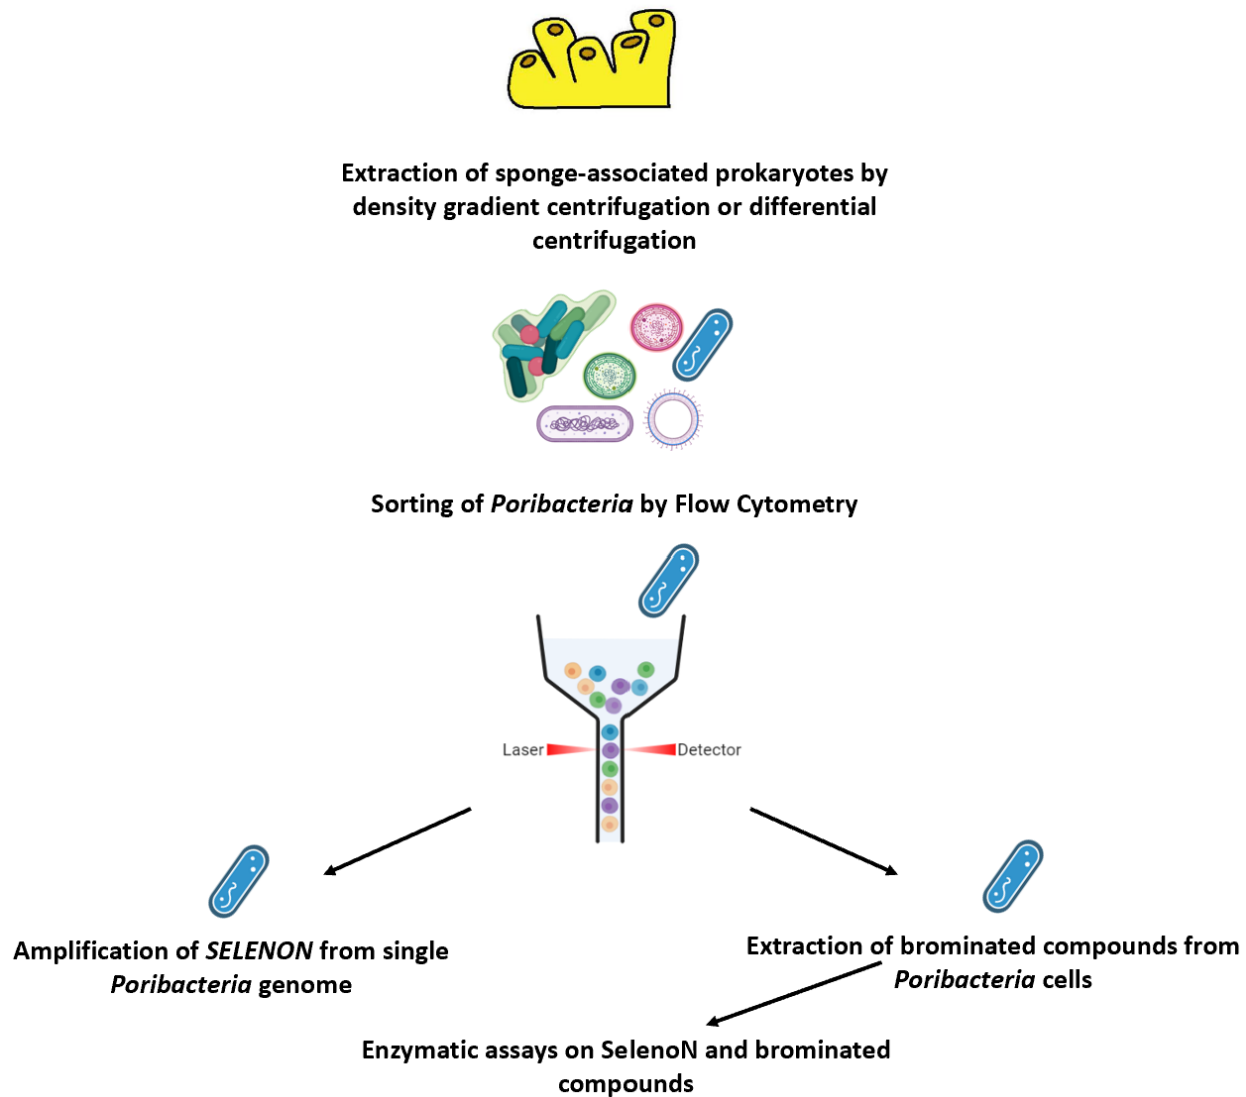 Extraction of sponge-associated prokaryotes by
density gradient centrifugation or differential
centrifugation
Sorting of Poribacteria by Flow Cytometry
Laser
Detector
Amplification of SELENON from single
Poribacteria genome
Extraction of brominated compounds from
Poribacteria cells
Enzymatic assays on SelenoN and brominated
compounds